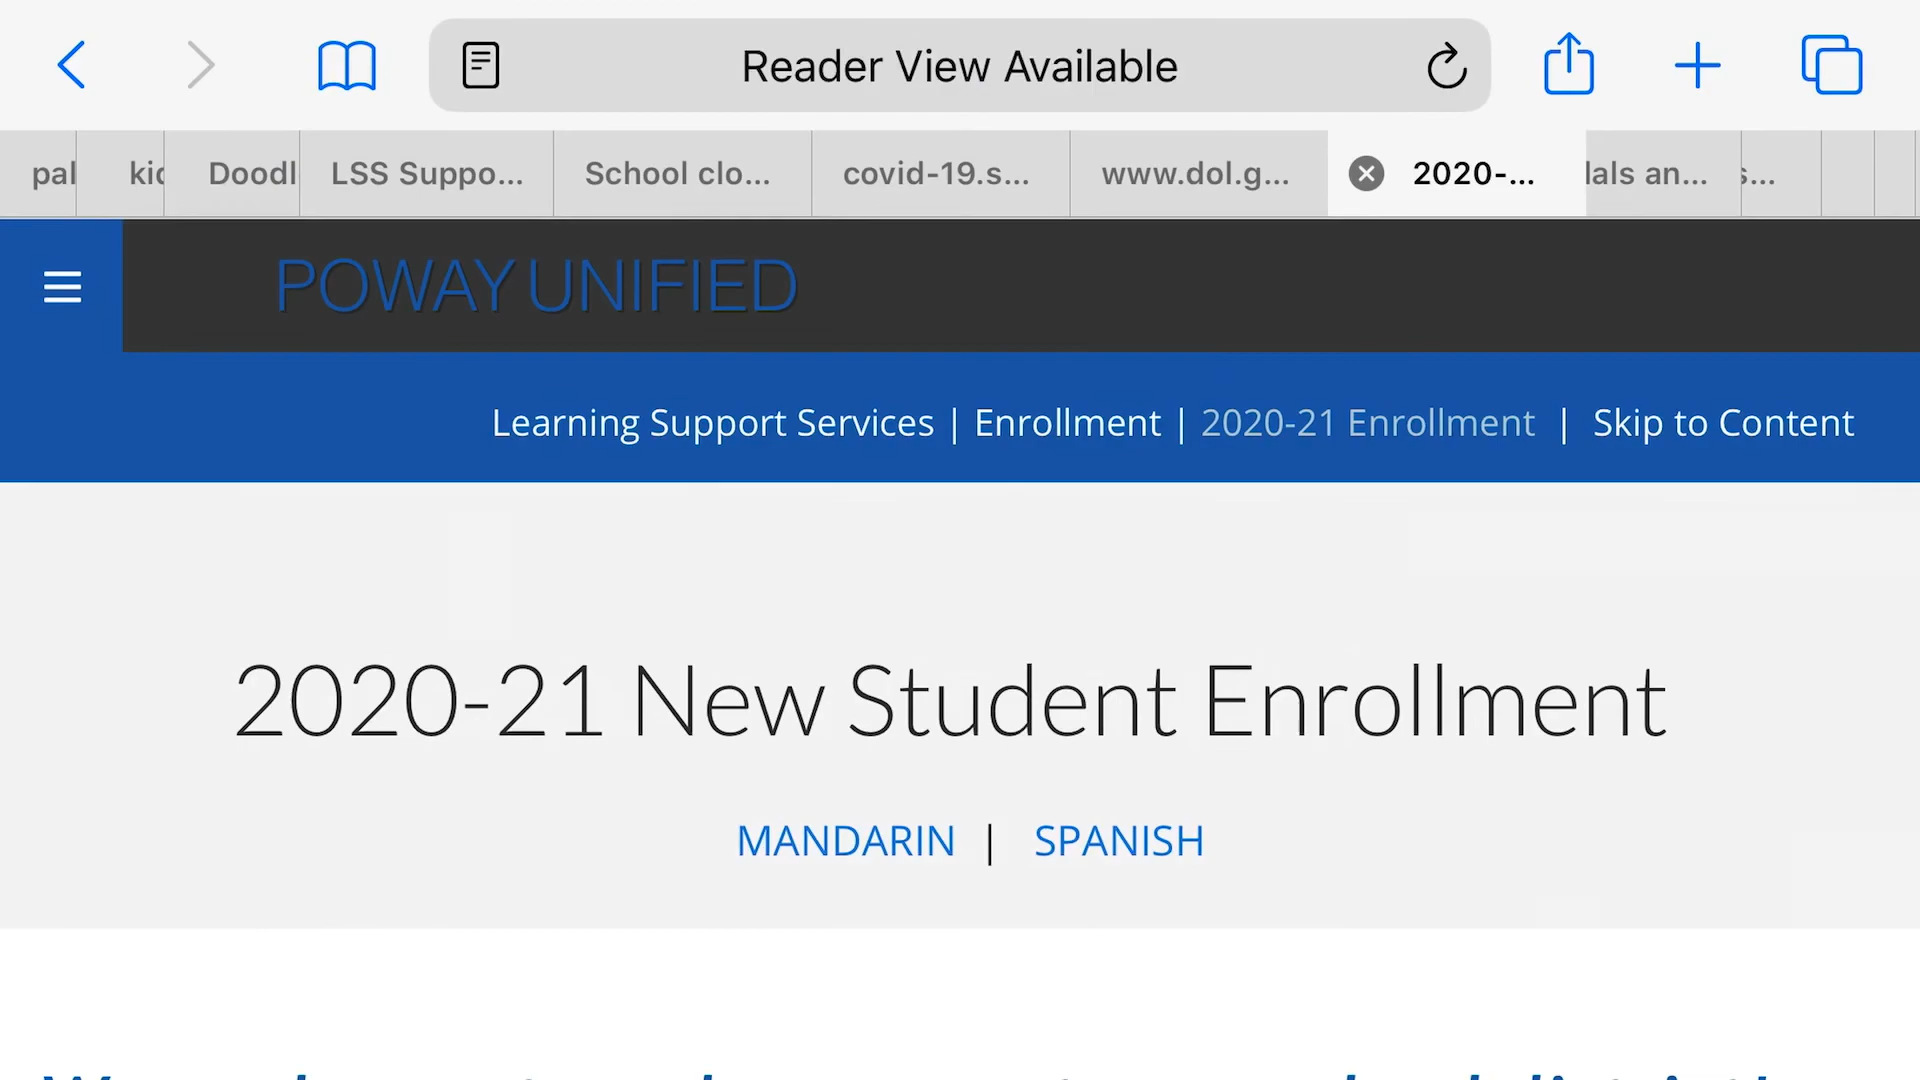 Reader View Available
pal kid Doodl LSS Suppo... School clo... covid-19.s... www.dol.g... 2020-... lals an... s...
POWAY UNIFIED
Learning Support Services | Enrollment | 2020-21 Enrollment | Skip to Content
2020-21 New Student Enrollment
MANDARIN | SPANISH